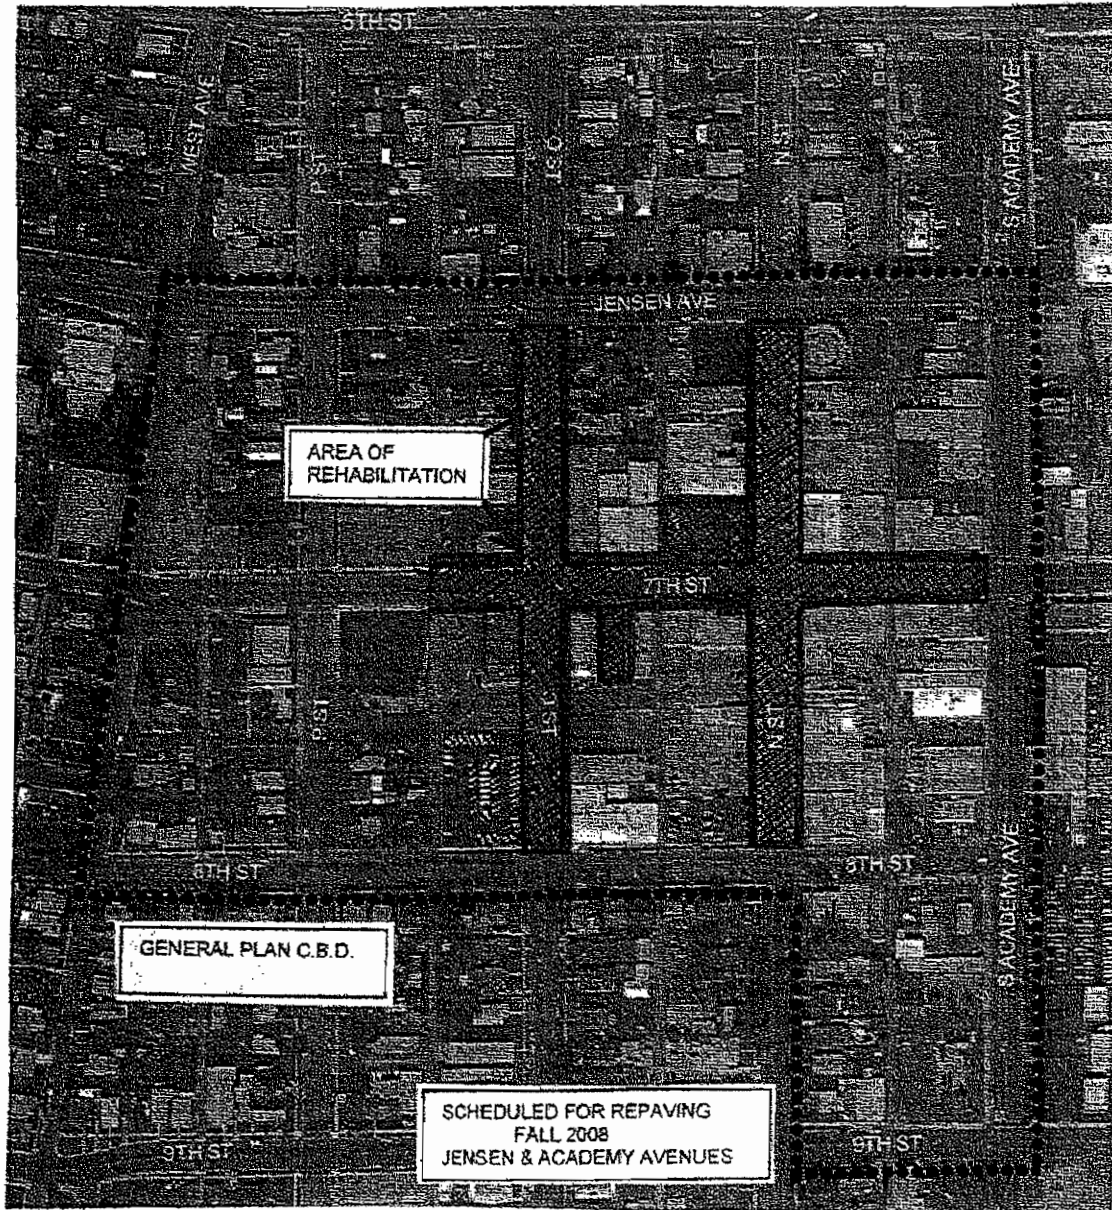 5TH ST
WEST AVE
P ST
O ST
N ST
S ACADEMY AVE
JENSEN AVE
AREA OF
REHABILITATION
7TH ST
P ST
N ST
8TH ST
8TH ST
S ACADEMY AVE
GENERAL PLAN C.B.D.
SCHEDULED FOR REPAVING
FALL 2008
JENSEN & ACADEMY AVENUES
9TH ST
9TH ST